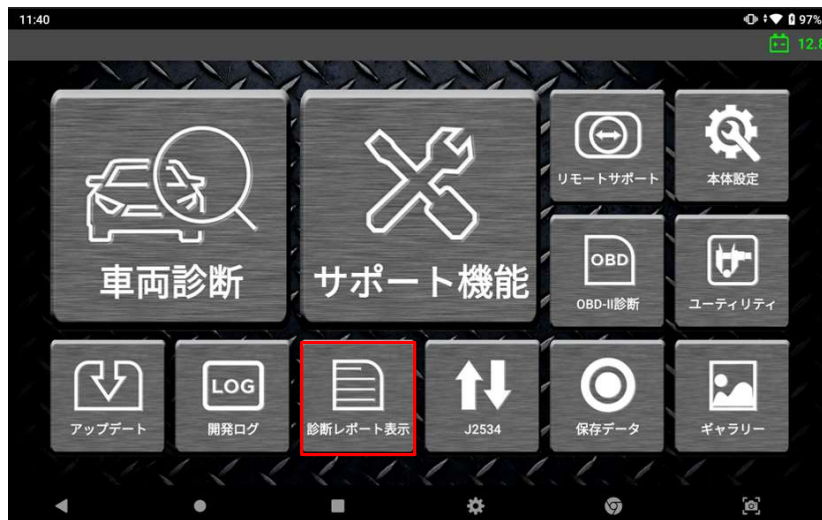 11:40
97%
12.8
車両診断
サポート機能
リモートサポート
本体設定
OBD
OBD-II診断
ユーティリティ
アップデート
LOG
開発ログ
診断レポート表示
J2534
保存データ
ギャラリー